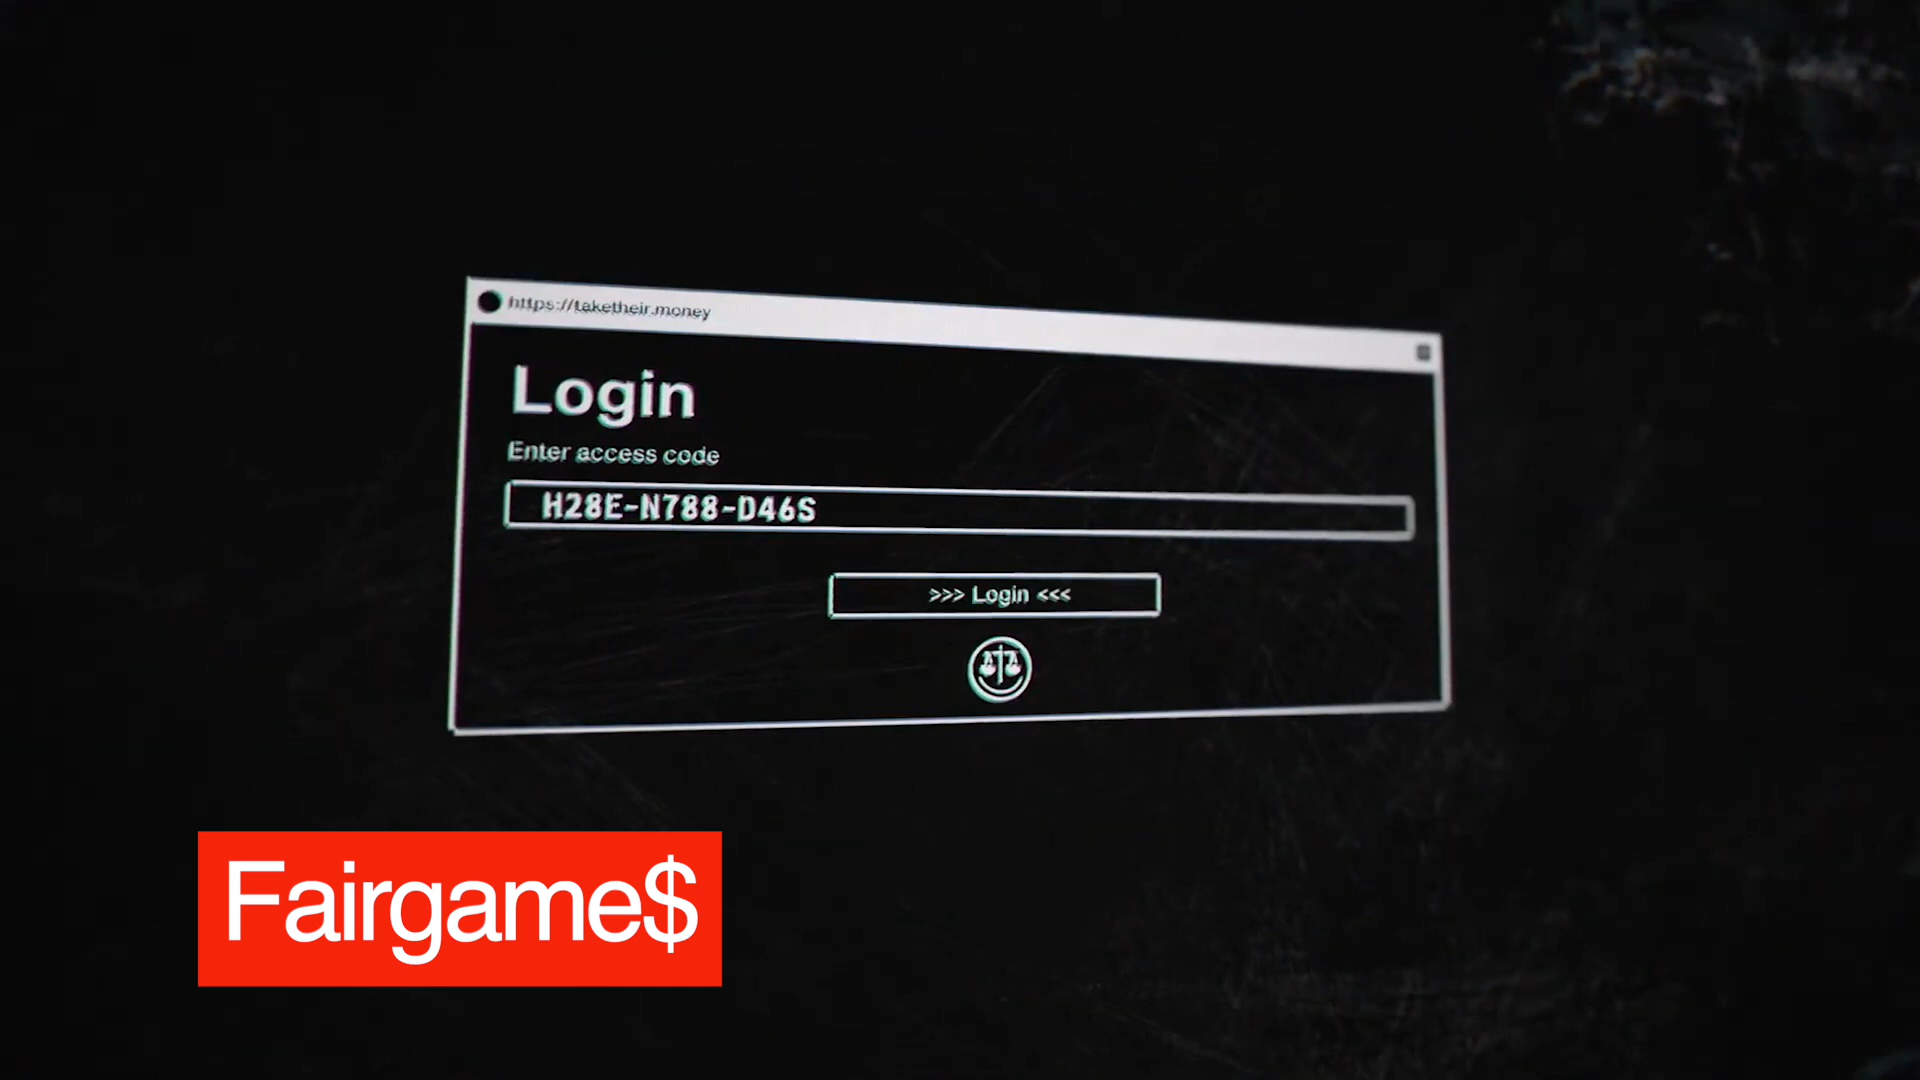 https://taketheir.money
Login
Enter access code
H28E-N788-D46S
>>> Login <<<
Fairgame$